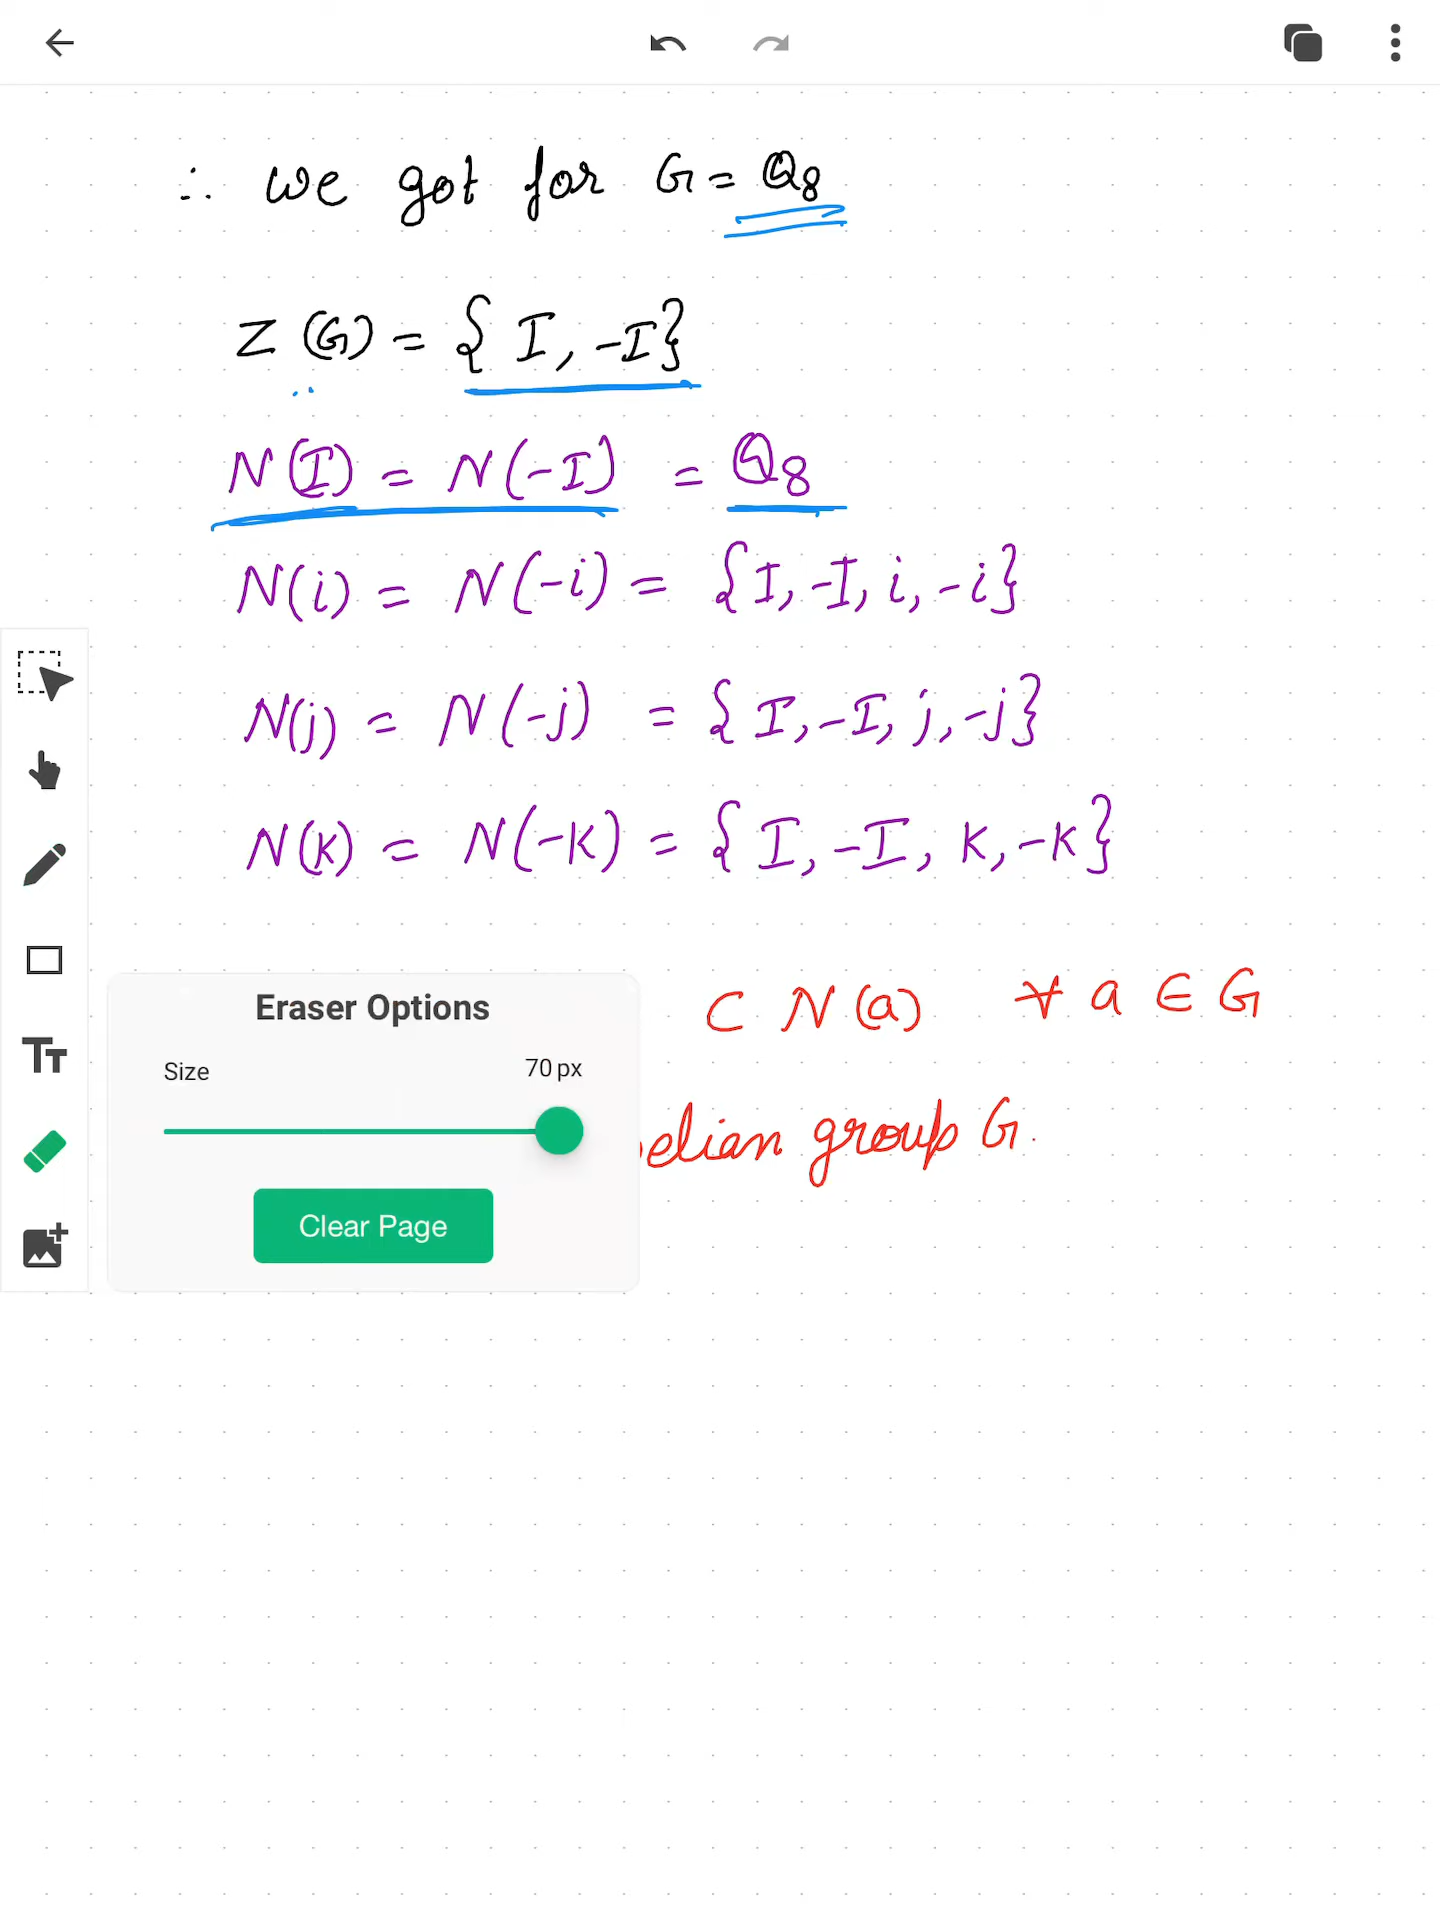 ∴ we got for G = Q8
Z(G) = { I, -I}
N(I) = N(-I) = Q8
N(i) = N(-i) = {I, -I, i, -i}
N(j) = N(-j) = { I, -I, j, -j}
N(K) = N(-K) = { I, -I, K, -K}
⊂ N(a) ∀ a ∈ G
elian group G.
Eraser Options
Size 70 px
Clear Page